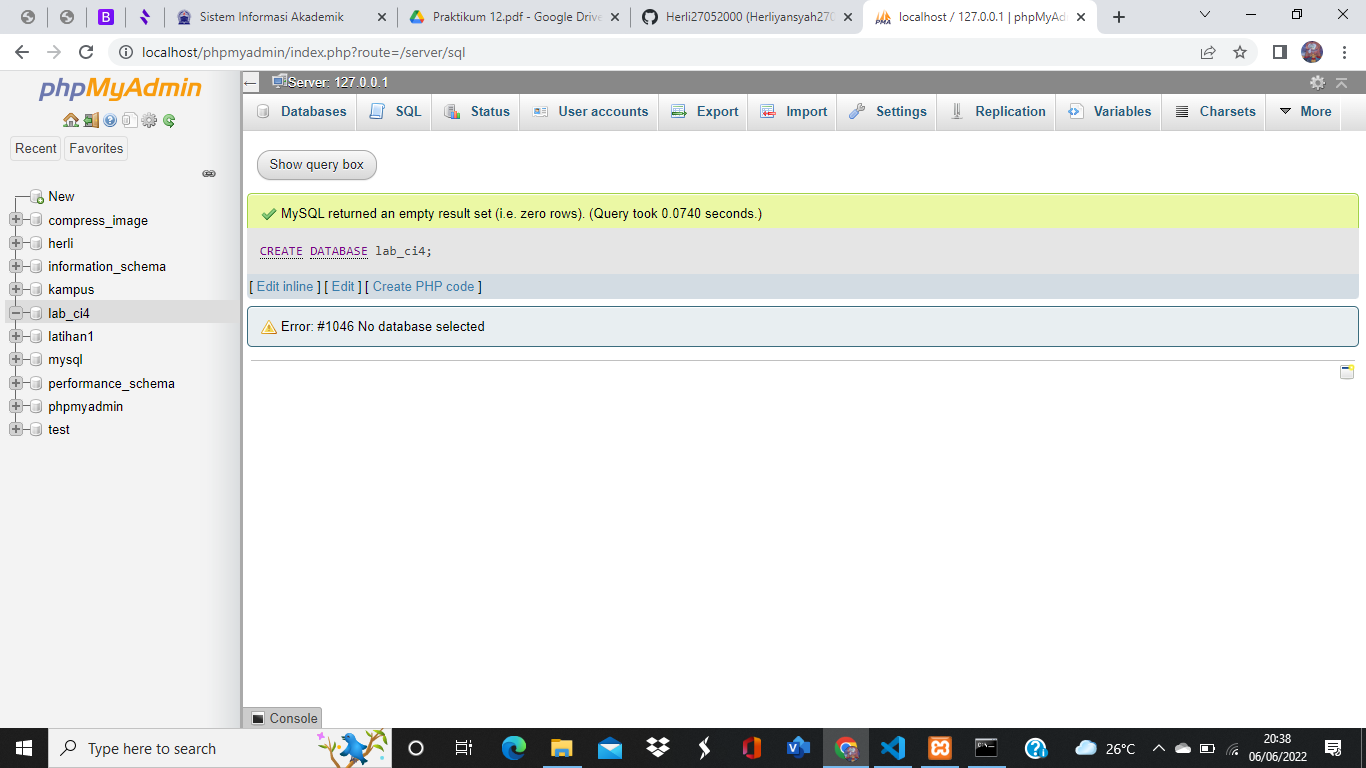 Sistem Informasi Akademik
Praktikum 12.pdf - Google Drive
Herli27052000 (Herliyansyah270
localhost / 127.0.0.1 | phpMyAd
localhost/phpmyadmin/index.php?route=/server/sql
phpMyAdmin
Recent Favorites
New
compress_image
herli
information_schema
kampus
lab_ci4
latihan1
mysql
performance_schema
phpmyadmin
test
Server: 127.0.0.1
Databases SQL Status User accounts Export Import Settings Replication Variables Charsets More
Show query box
MySQL returned an empty result set (i.e. zero rows). (Query took 0.0740 seconds.)
CREATE DATABASE lab_ci4;
[ Edit inline ] [ Edit ] [ Create PHP code ]
Error: #1046 No database selected
Console
Type here to search
26°C
20:38
06/06/2022